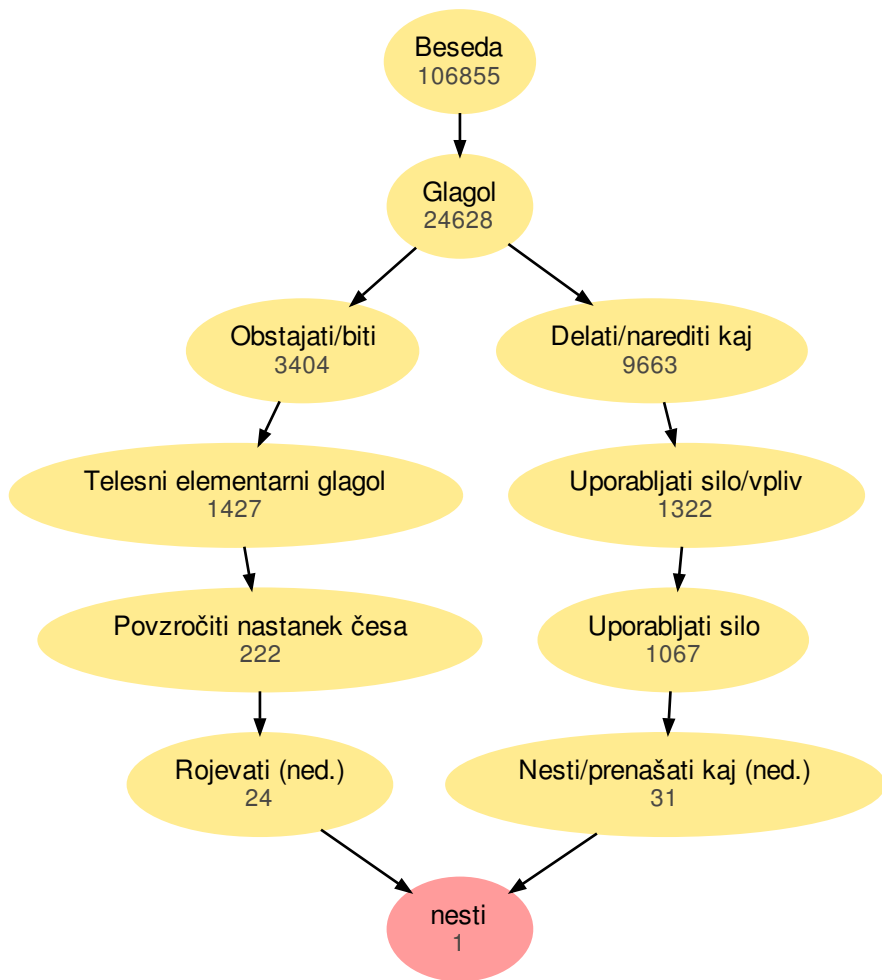 Beseda
106855
Glagol
24628
Obstajati/biti
3404
Delati/narediti kaj
9663
Telesni elementarni glagol
1427
Uporabljati silo/vpliv
1322
Povzročiti nastanek česa
222
Uporabljati silo
1067
Rojevati (ned.)
24
Nesti/prenašati kaj (ned.)
31
nesti
1